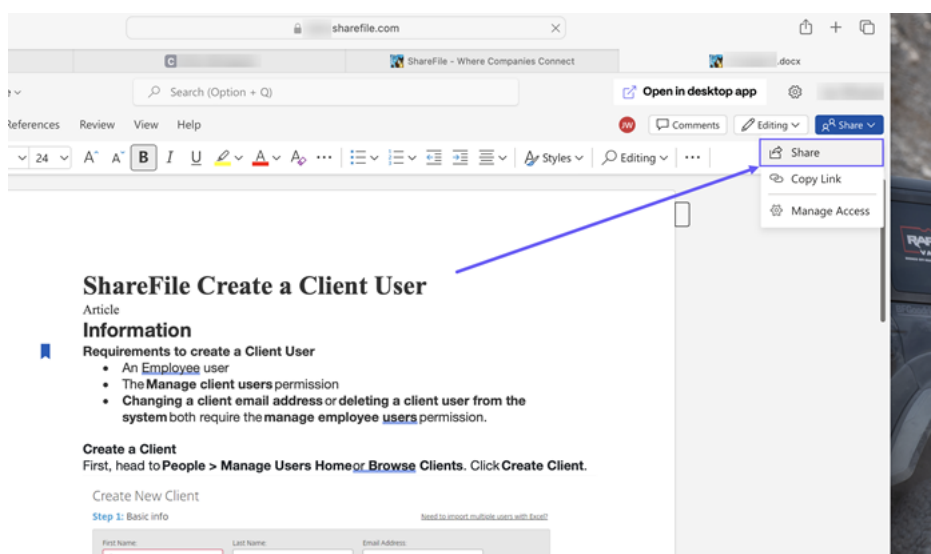 sharefile.com
C
ShareFile - Where Companies Connect
.docx
Search (Option + Q)
Open in desktop app
References Review View Help
JW Comments Editing Share
24 A A B I U A A Styles Editing
Share
Copy Link
Manage Access
ShareFile Create a Client User
Article
Information
Requirements to create a Client User
• An Employee user
• The Manage client users permission
• Changing a client email address or deleting a client user from the
system both require the manage employee users permission.
Create a Client
First, head to People > Manage Users Home or Browse Clients. Click Create Client.
Create New Client
Step 1: Basic info
Need to import multiple users with Excel?
First Name: Last Name: Email Address: